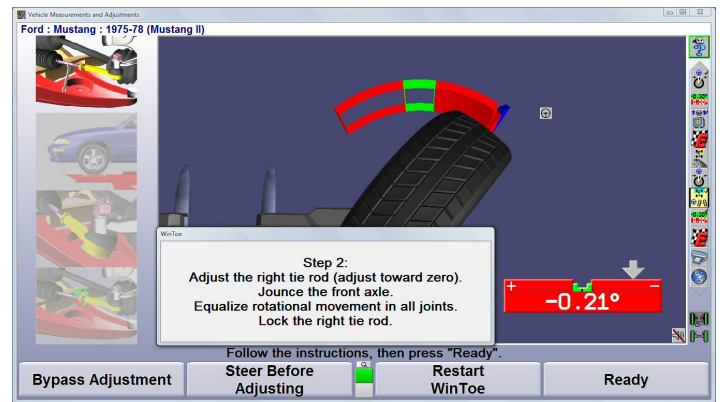 Vehicle Measurements and Adjustments
Ford : Mustang : 1975-78 (Mustang II)
WinToe
Step 2:
Adjust the right tie rod (adjust toward zero).
Jounce the front axle.
Equalize rotational movement in all joints.
Lock the right tie rod.
+
−
-0.21°
Follow the instructions, then press "Ready".
Bypass Adjustment
Steer Before
Adjusting
Restart
WinToe
Ready